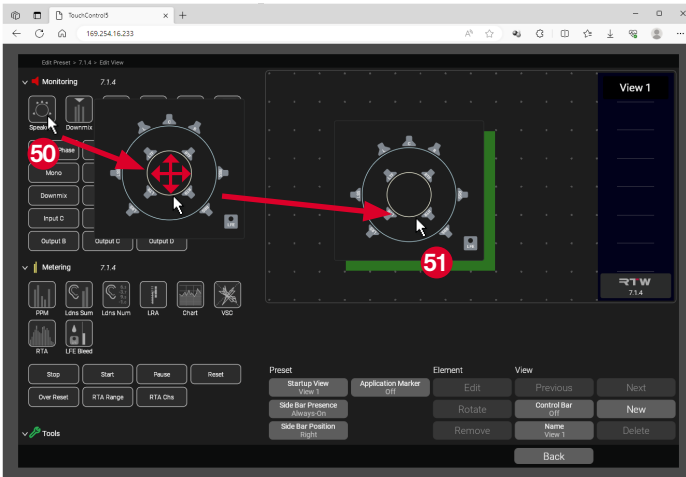 TouchControl5
169.254.16.233
Edit Preset > 7.1.4 > Edit View
Monitoring 7.1.4
Downmix
50
Phase
Mono
Downmix
Input C
Output B Output C Output D
LFE
LFE
51
View 1
RTW
7.1.4
Metering 7.1.4
PPM Ldns Sum Ldns Num LRA Chart VSC
RTA LFE Bleed
Stop Start Pause Reset
Over Reset RTA Range RTA Chs
Tools
Preset Element View
Startup View
View 1
Application Marker
Off
Edit Previous Next
Side Bar Presence
Always-On
Rotate
Control Bar
Off
New
Side Bar Position
Right
Remove
Name
View 1
Delete
Back